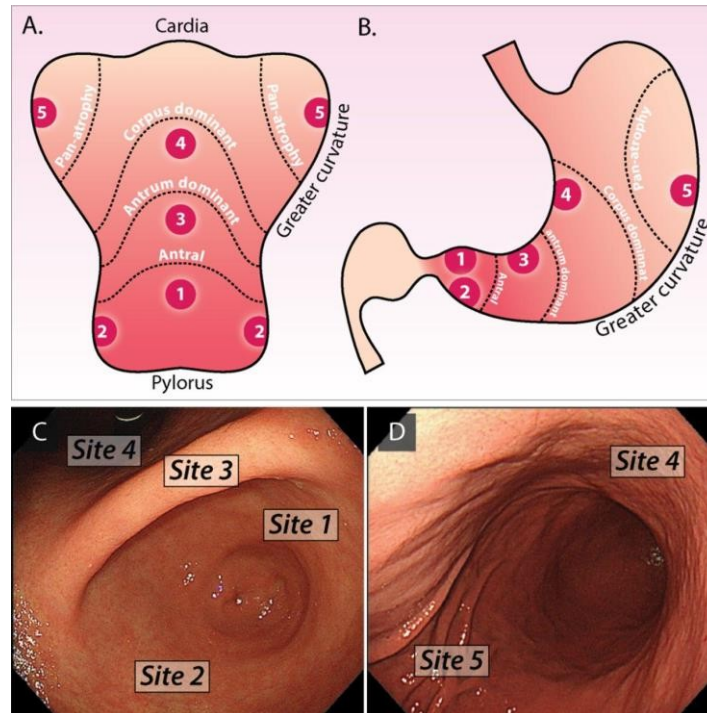 A.
Cardia
5
5
Pan-atrophy
Pan-atrophy
Corpus dominant
4
Antrum dominant
3
Antral
1
2
2
Greater curvature
Pylorus
B.
Pan-atrophy
4
5
Corpus dominnat
1
3
2
Antral
antrum dominant
Greater curvature
C
Site 4
Site 3
Site 1
Site 2
D
Site 4
Site 5